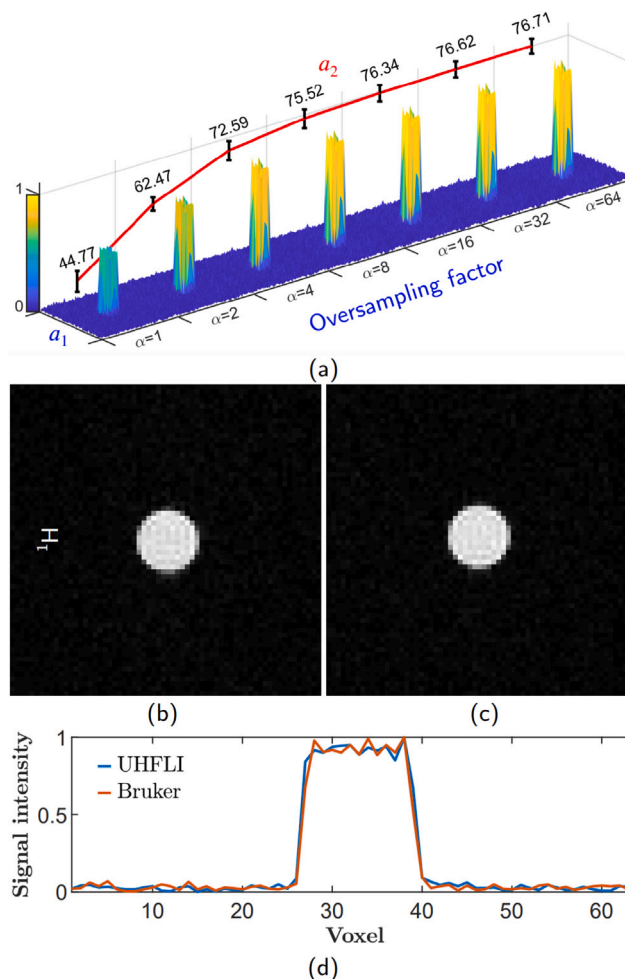 76.71
76.62
76.34
75.52
72.59
62.47
44.77
a₂
1
0
a₁
α=1
α=2
α=4
α=8
α=16
α=32
α=64
Oversampling factor
(a)
¹H
(b)
(c)
Signal intensity
1
0.5
0
UHFLI
Bruker
10 20 30 40 50 60
Voxel
(d)